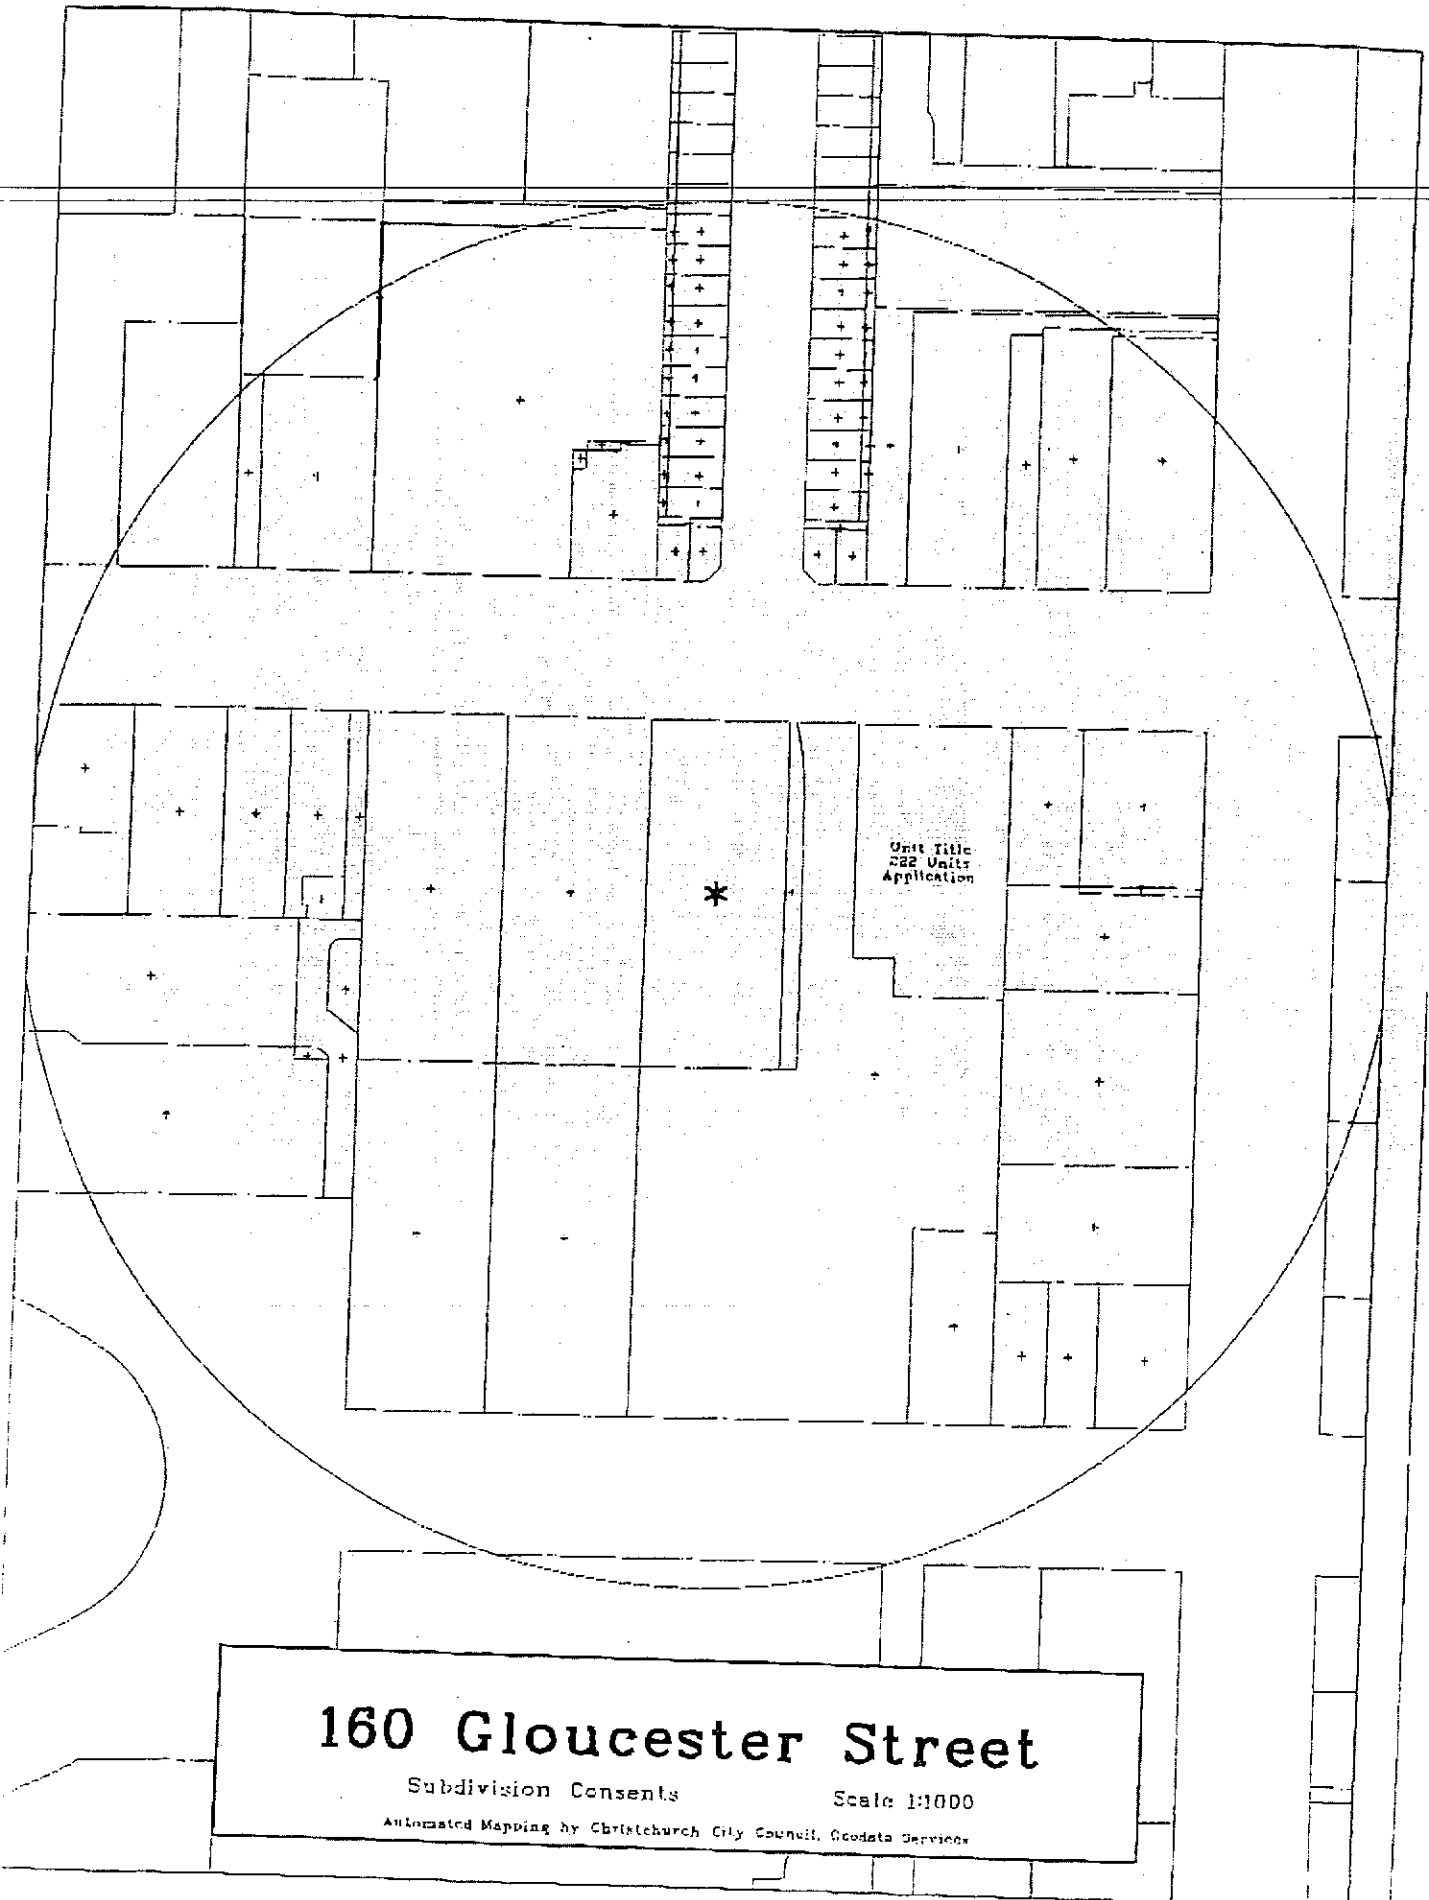 Unit Title
222 Units
Application
160 Gloucester Street
Subdivision Consents Scale 1:1000
Automated Mapping by Christchurch City Council, Geodata Services